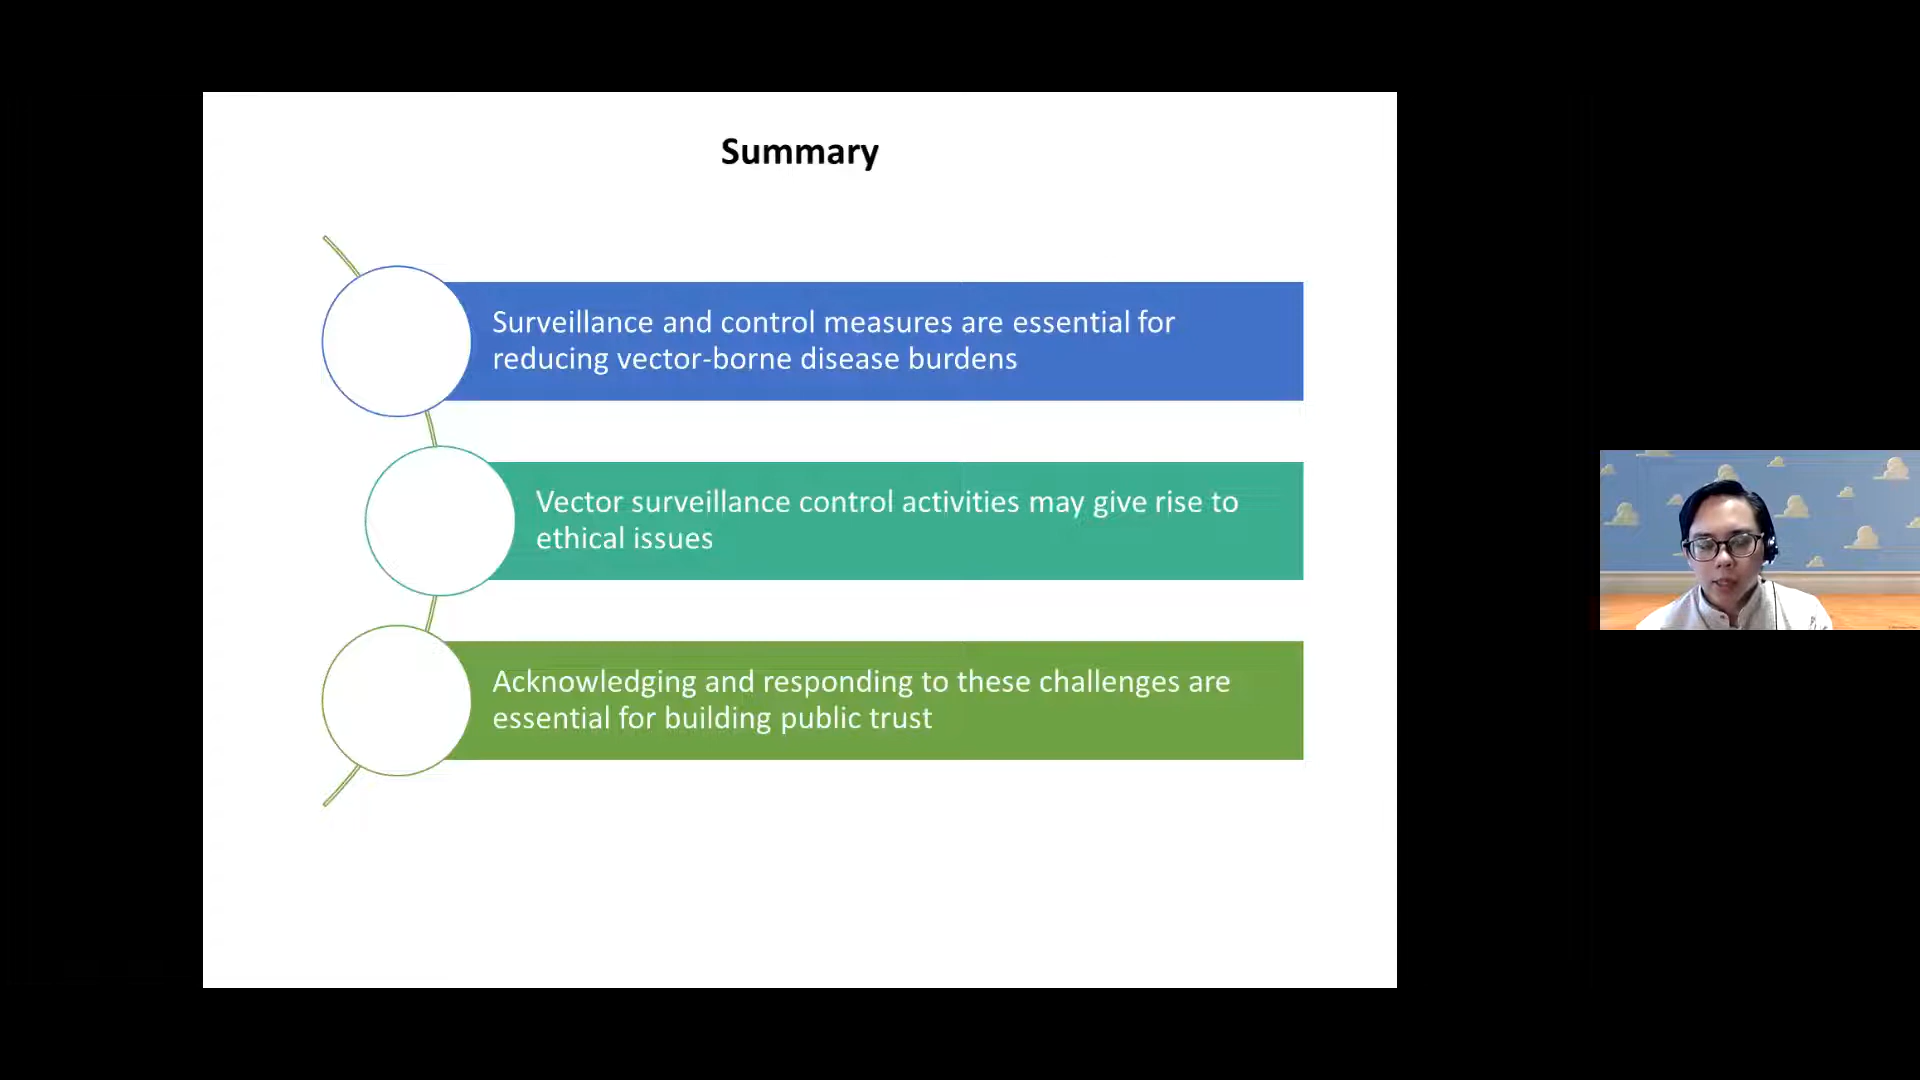 Summary
Surveillance and control measures are essential for
reducing vector-borne disease burdens
Vector surveillance control activities may give rise to
ethical issues
Acknowledging and responding to these challenges are
essential for building public trust